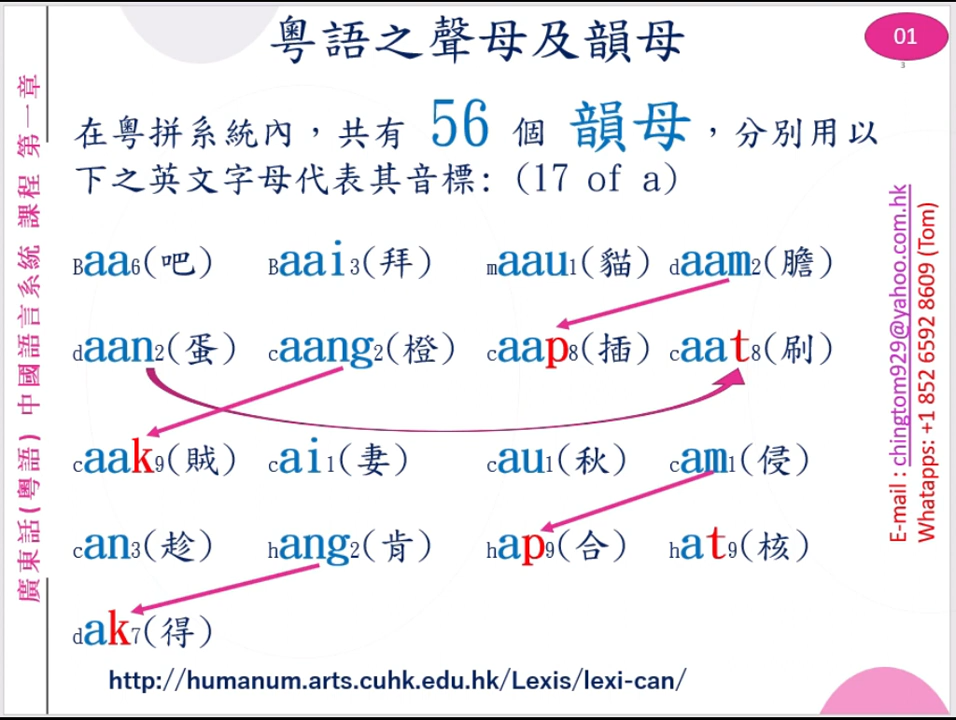 粵語之聲母及韻母
01
3
在粵拼系統內，共有 56 個 韻母，分別用以
下之英文字母代表其音標: (17 of a)
Baa6(吧) Baai3(拜) maau1(貓) daam2(膽)
daan2(蛋) caang2(橙) caap8(插) caat8(刷)
caak9(賊) cai1(妻) cau1(秋) cam1(侵)
can3(趁) hang2(肯) hap9(合) hat9(核)
dak7(得)
http://humanum.arts.cuhk.edu.hk/Lexis/lexi-can/
廣東話(粵語) 中國語言系統 課程 第一章
E-mail : chingtom929@yahoo.com.hk
Whatapps: +1 852 6592 8609 (Tom)